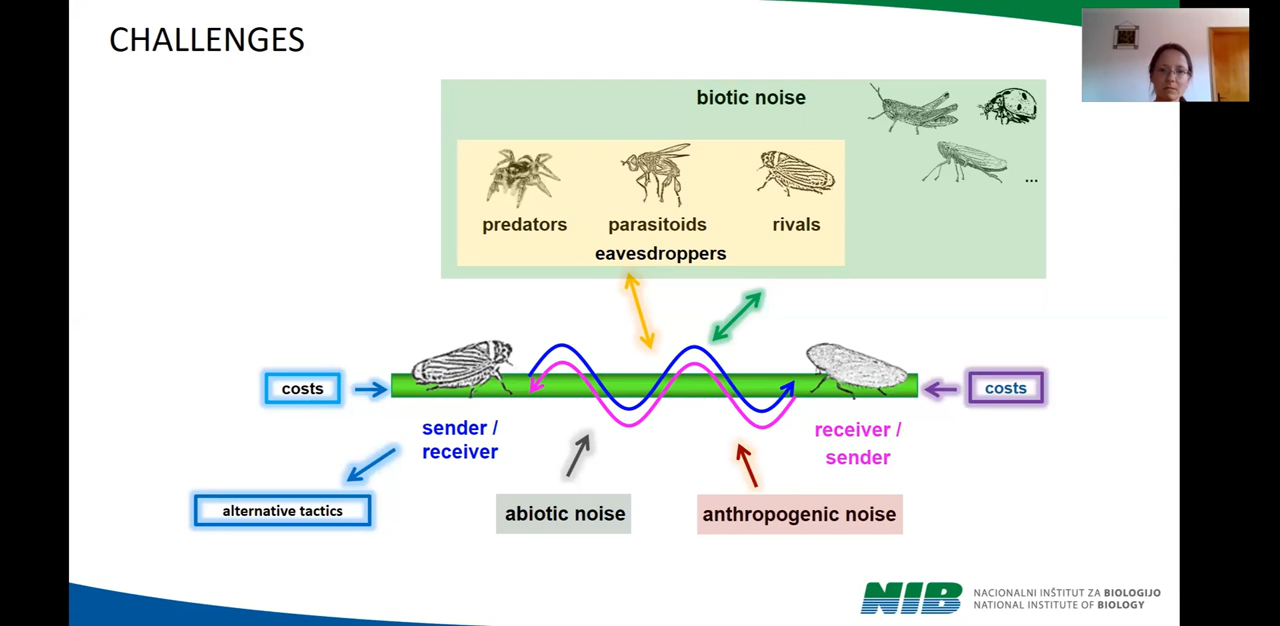 CHALLENGES
biotic noise
...
predators
parasitoids
rivals
eavesdroppers
costs
costs
sender /
receiver
receiver /
sender
alternative tactics
abiotic noise
anthropogenic noise
NIB
NACIONALNI INŠTITUT ZA BIOLOGIJO
NATIONAL INSTITUTE OF BIOLOGY